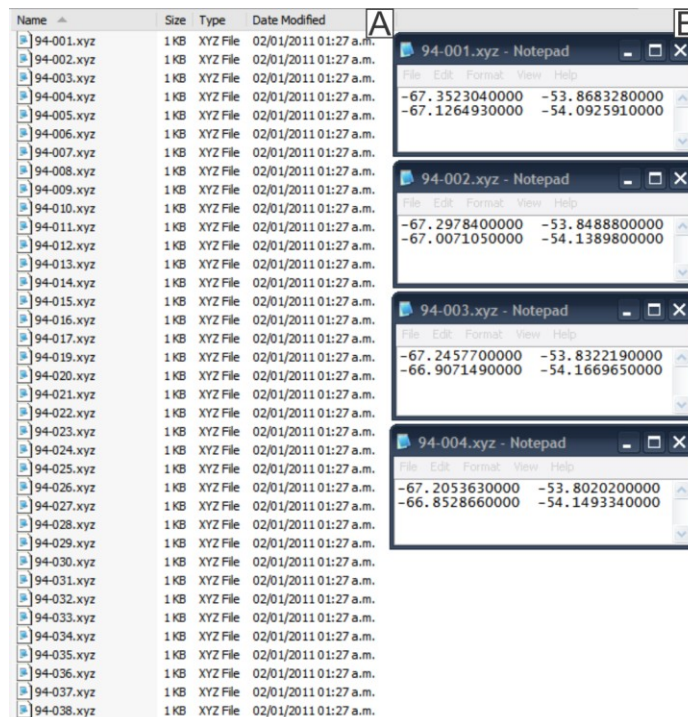 Name Size Type Date Modified A
94-001.xyz 1 KB XYZ File 02/01/2011 01:27 a.m.
94-002.xyz 1 KB XYZ File 02/01/2011 01:27 a.m.
94-003.xyz 1 KB XYZ File 02/01/2011 01:27 a.m.
94-004.xyz 1 KB XYZ File 02/01/2011 01:27 a.m.
94-005.xyz 1 KB XYZ File 02/01/2011 01:27 a.m.
94-006.xyz 1 KB XYZ File 02/01/2011 01:27 a.m.
94-007.xyz 1 KB XYZ File 02/01/2011 01:27 a.m.
94-008.xyz 1 KB XYZ File 02/01/2011 01:27 a.m.
94-009.xyz 1 KB XYZ File 02/01/2011 01:27 a.m.
94-010.xyz 1 KB XYZ File 02/01/2011 01:27 a.m.
94-011.xyz 1 KB XYZ File 02/01/2011 01:27 a.m.
94-012.xyz 1 KB XYZ File 02/01/2011 01:27 a.m.
94-013.xyz 1 KB XYZ File 02/01/2011 01:27 a.m.
94-014.xyz 1 KB XYZ File 02/01/2011 01:27 a.m.
94-015.xyz 1 KB XYZ File 02/01/2011 01:27 a.m.
94-016.xyz 1 KB XYZ File 02/01/2011 01:27 a.m.
94-017.xyz 1 KB XYZ File 02/01/2011 01:27 a.m.
94-019.xyz 1 KB XYZ File 02/01/2011 01:27 a.m.
94-020.xyz 1 KB XYZ File 02/01/2011 01:27 a.m.
94-021.xyz 1 KB XYZ File 02/01/2011 01:27 a.m.
94-022.xyz 1 KB XYZ File 02/01/2011 01:27 a.m.
94-023.xyz 1 KB XYZ File 02/01/2011 01:27 a.m.
94-024.xyz 1 KB XYZ File 02/01/2011 01:27 a.m.
94-025.xyz 1 KB XYZ File 02/01/2011 01:27 a.m.
94-026.xyz 1 KB XYZ File 02/01/2011 01:27 a.m.
94-027.xyz 1 KB XYZ File 02/01/2011 01:27 a.m.
94-028.xyz 1 KB XYZ File 02/01/2011 01:27 a.m.
94-029.xyz 1 KB XYZ File 02/01/2011 01:27 a.m.
94-030.xyz 1 KB XYZ File 02/01/2011 01:27 a.m.
94-031.xyz 1 KB XYZ File 02/01/2011 01:27 a.m.
94-032.xyz 1 KB XYZ File 02/01/2011 01:27 a.m.
94-033.xyz 1 KB XYZ File 02/01/2011 01:27 a.m.
94-034.xyz 1 KB XYZ File 02/01/2011 01:27 a.m.
94-035.xyz 1 KB XYZ File 02/01/2011 01:27 a.m.
94-036.xyz 1 KB XYZ File 02/01/2011 01:27 a.m.
94-037.xyz 1 KB XYZ File 02/01/2011 01:27 a.m.
94-038.xyz 1 KB XYZ File 02/01/2011 01:27 a.m.
94-001.xyz - Notepad
File Edit Format View Help
-67.3523040000 -53.8683280000
-67.1264930000 -54.0925910000
94-002.xyz - Notepad
File Edit Format View Help
-67.2978400000 -53.8488800000
-67.0071050000 -54.1389800000
94-003.xyz - Notepad
File Edit Format View Help
-67.2457700000 -53.8322190000
-66.9071490000 -54.1669650000
94-004.xyz - Notepad
File Edit Format View Help
-67.2053630000 -53.8020200000
-66.8528660000 -54.1493340000